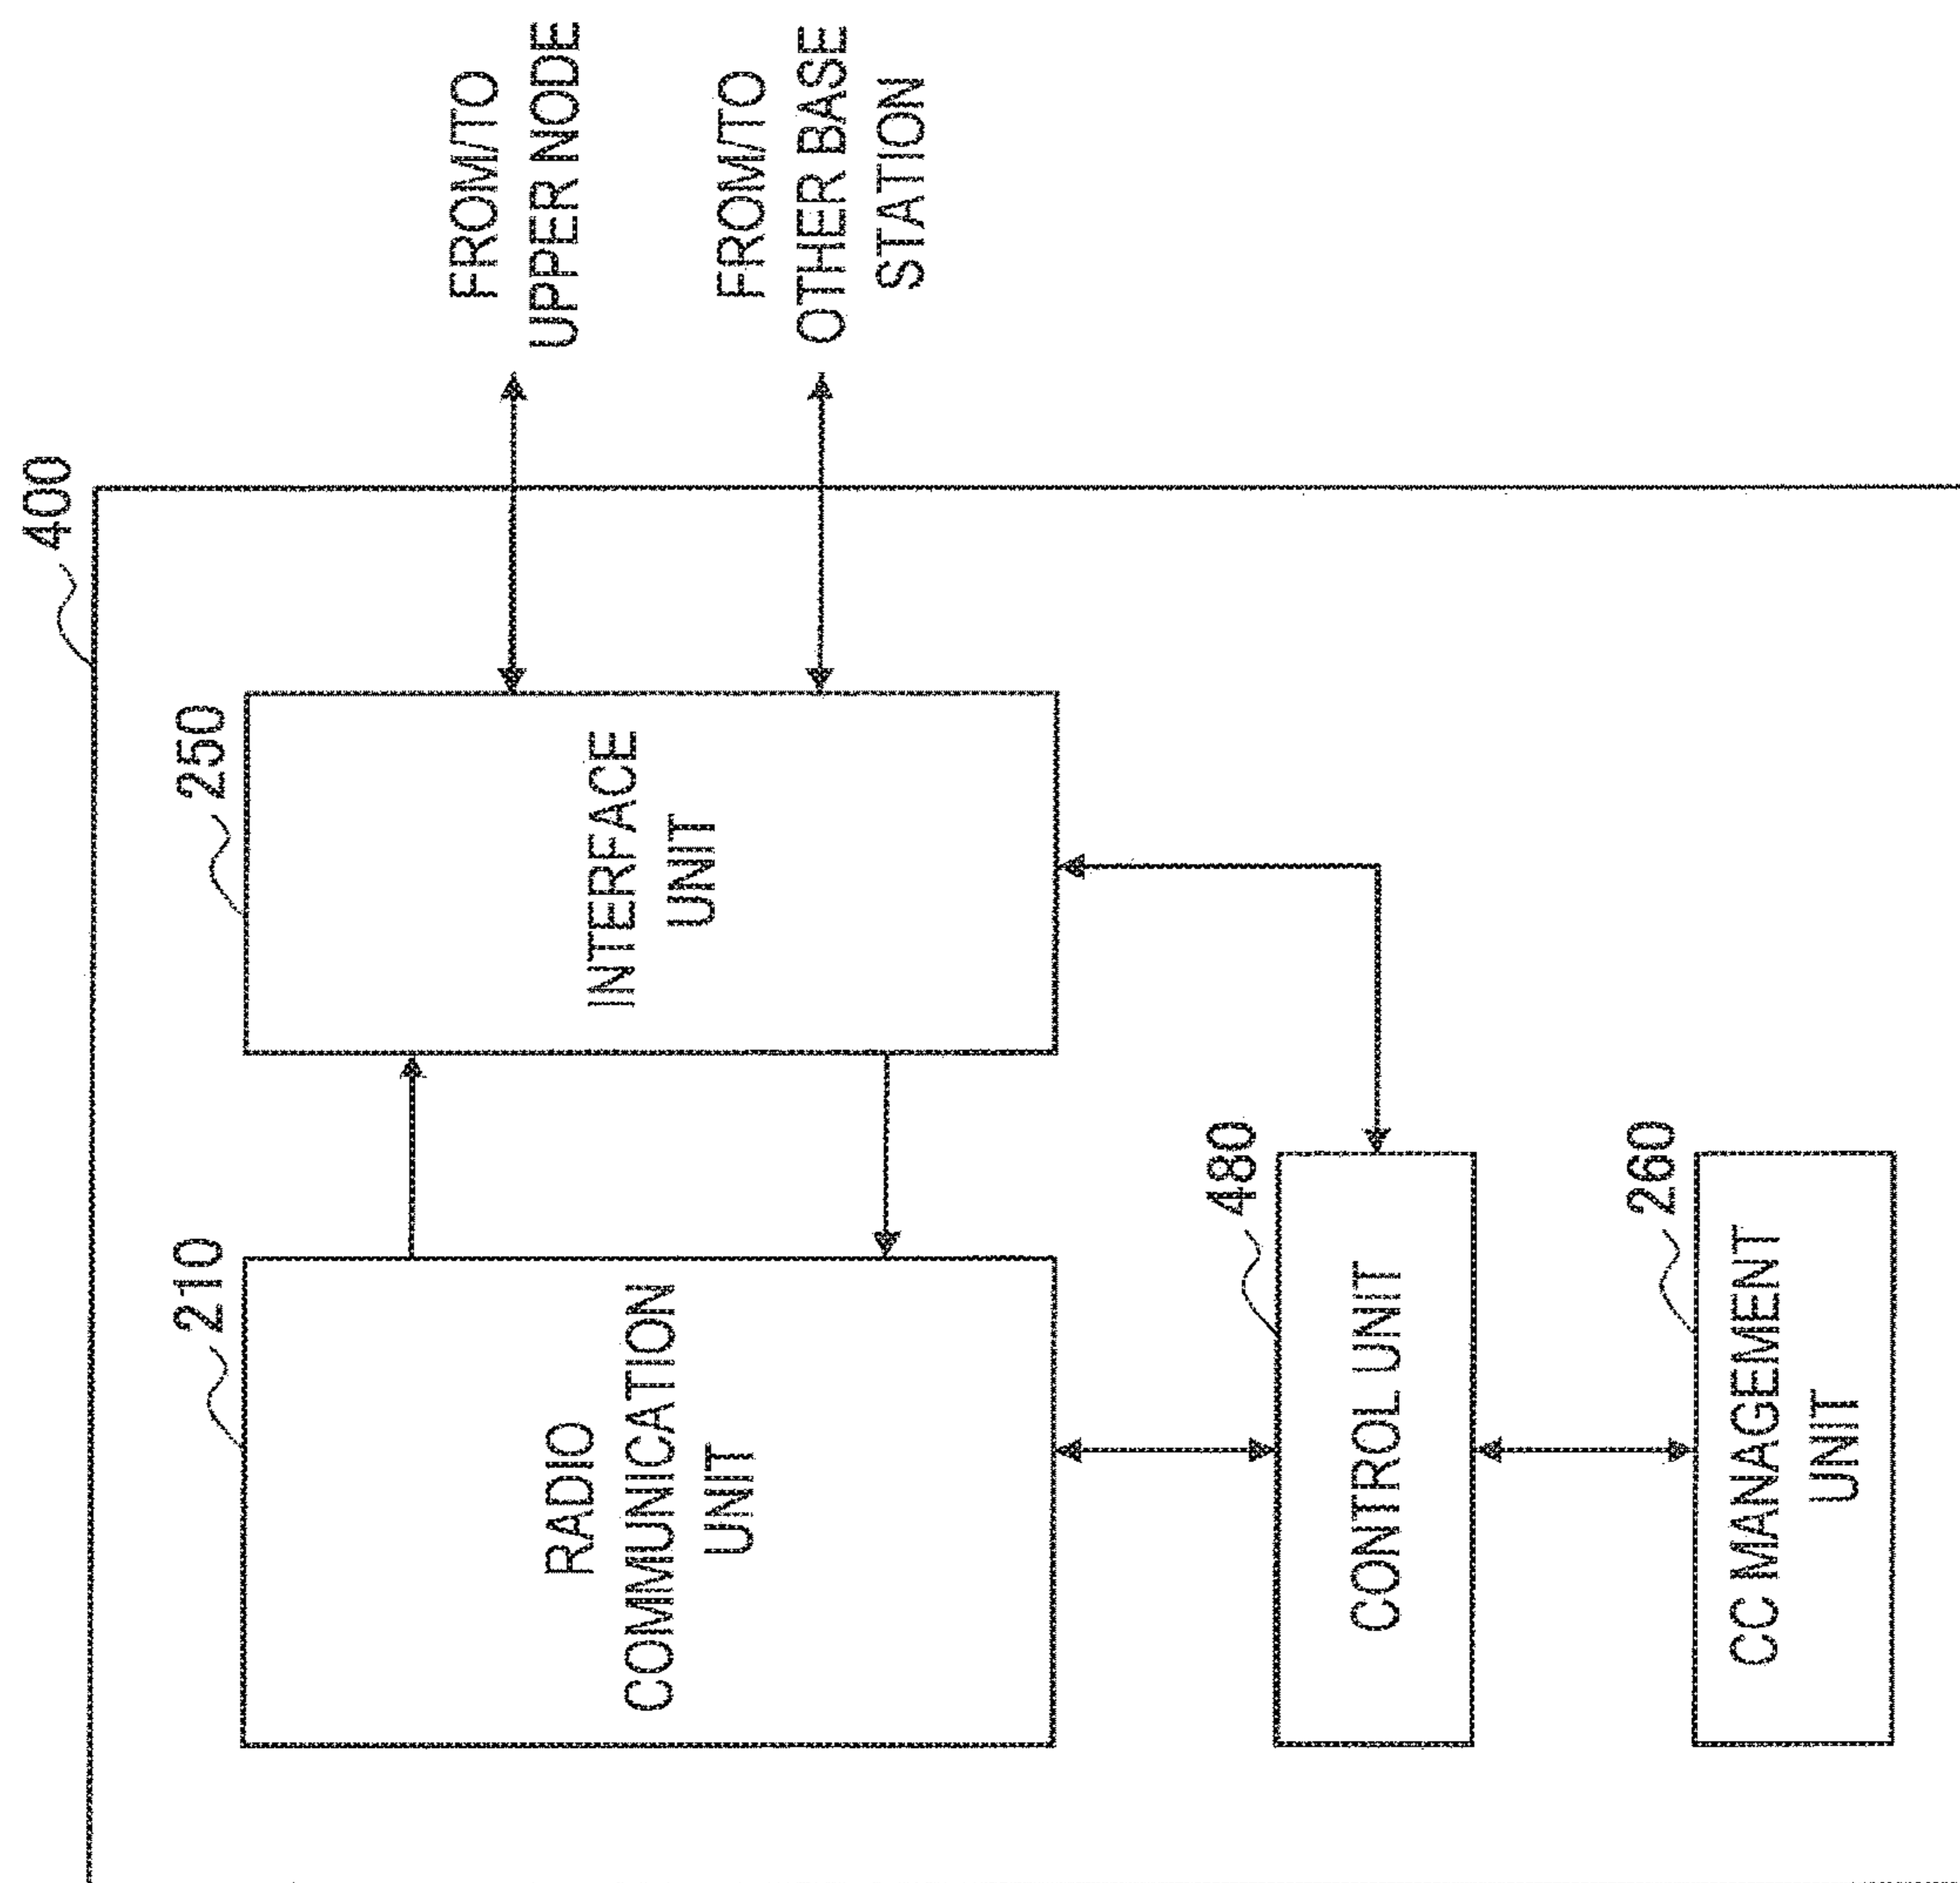 400
210
RADIO
COMMUNICATION
UNIT
250
INTERFACE
UNIT
FROM/TO
UPPER NODE
FROM/TO
OTHER BASE
STATION
480
CONTROL UNIT
260
CC MANAGEMENT
UNIT